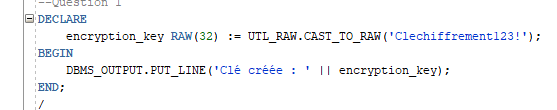 --Question 1
DECLARE
encryption_key RAW(32) := UTL_RAW.CAST_TO_RAW('Clechiffrement123!');
BEGIN
DBMS_OUTPUT.PUT_LINE('Clé créée : ' || encryption_key);
END;
/